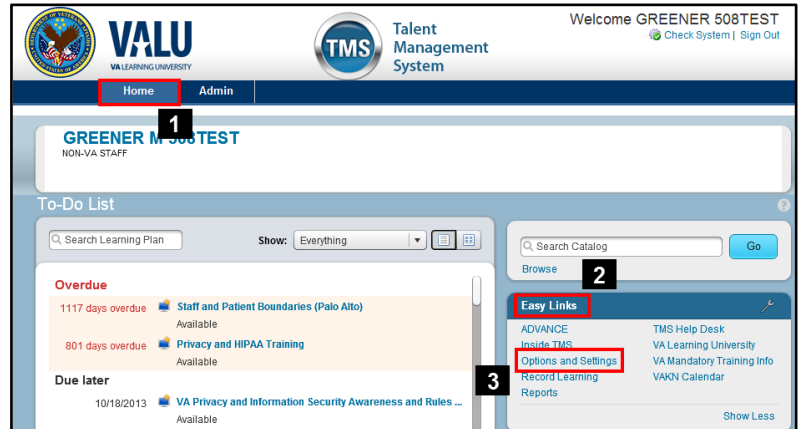 VALU
VA LEARNING UNIVERSITY
TMS
Talent
Management
System
Welcome GREENER 508TEST
Check System | Sign Out
Home Admin
1
GREENER M 508TEST
NON-VA STAFF
To-Do List
Search Learning Plan Show: Everything
Search Catalog Go
Browse
2
Overdue
1117 days overdue Staff and Patient Boundaries (Palo Alto)
Available
801 days overdue Privacy and HIPAA Training
Available
Due later
10/18/2013 VA Privacy and Information Security Awareness and Rules ...
Available
Easy Links
ADVANCE TMS Help Desk
Inside TMS VA Learning University
Options and Settings VA Mandatory Training Info
3
Record Learning VAKN Calendar
Reports
Show Less